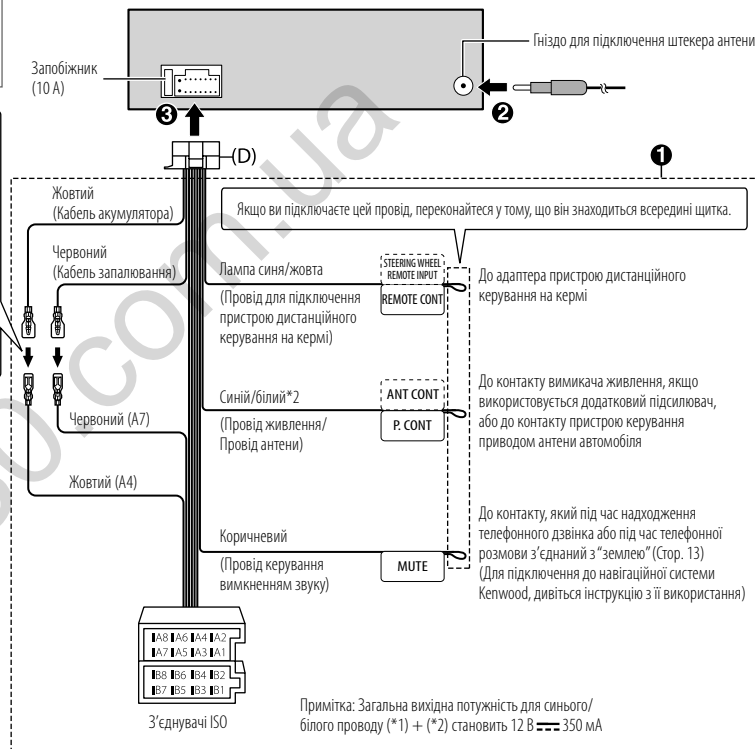 Гніздо для підключення штекера антени
Запобіжник
(10 A)
❸
❷
(D)
❶
Якщо ви підключаєте цей провід, переконайтеся у тому, що він знаходиться всередині щитка.
Жовтий
(Кабель акумулятора)
Червоний
(Кабель запалювання)
Лампа синя/жовта
(Провід для підключення
пристрою дистанційного
керування на кермі)
STEERING WHEEL
REMOTE INPUT
REMOTE CONT
До адаптера пристрою дистанційного
керування на кермі
Синій/білий*2
(Провід живлення/
Провід антени)
ANT CONT
P. CONT
До контакту вимикача живлення, якщо
використовується додатковий підсилювач,
або до контакту пристрою керування
приводом антени автомобіля
Червоний (A7)
Жовтий (A4)
Коричневий
(Провід керування
вимкненням звуку)
MUTE
До контакту, який під час надходження
телефонного дзвінка або під час телефонної
розмови з’єднаний з “землею” (Стор. 13)
(Для підключення до навігаційної системи
Kenwood, дивіться інструкцію з її використання)
A8 A6 A4 A2
A7 A5 A3 A1
B8 B6 B4 B2
B7 B5 B3 B1
З’єднувачі ISO
Примітка: Загальна вихідна потужність для синього/
білого проводу (*1) + (*2) становить 12 В ⎓ 350 мА